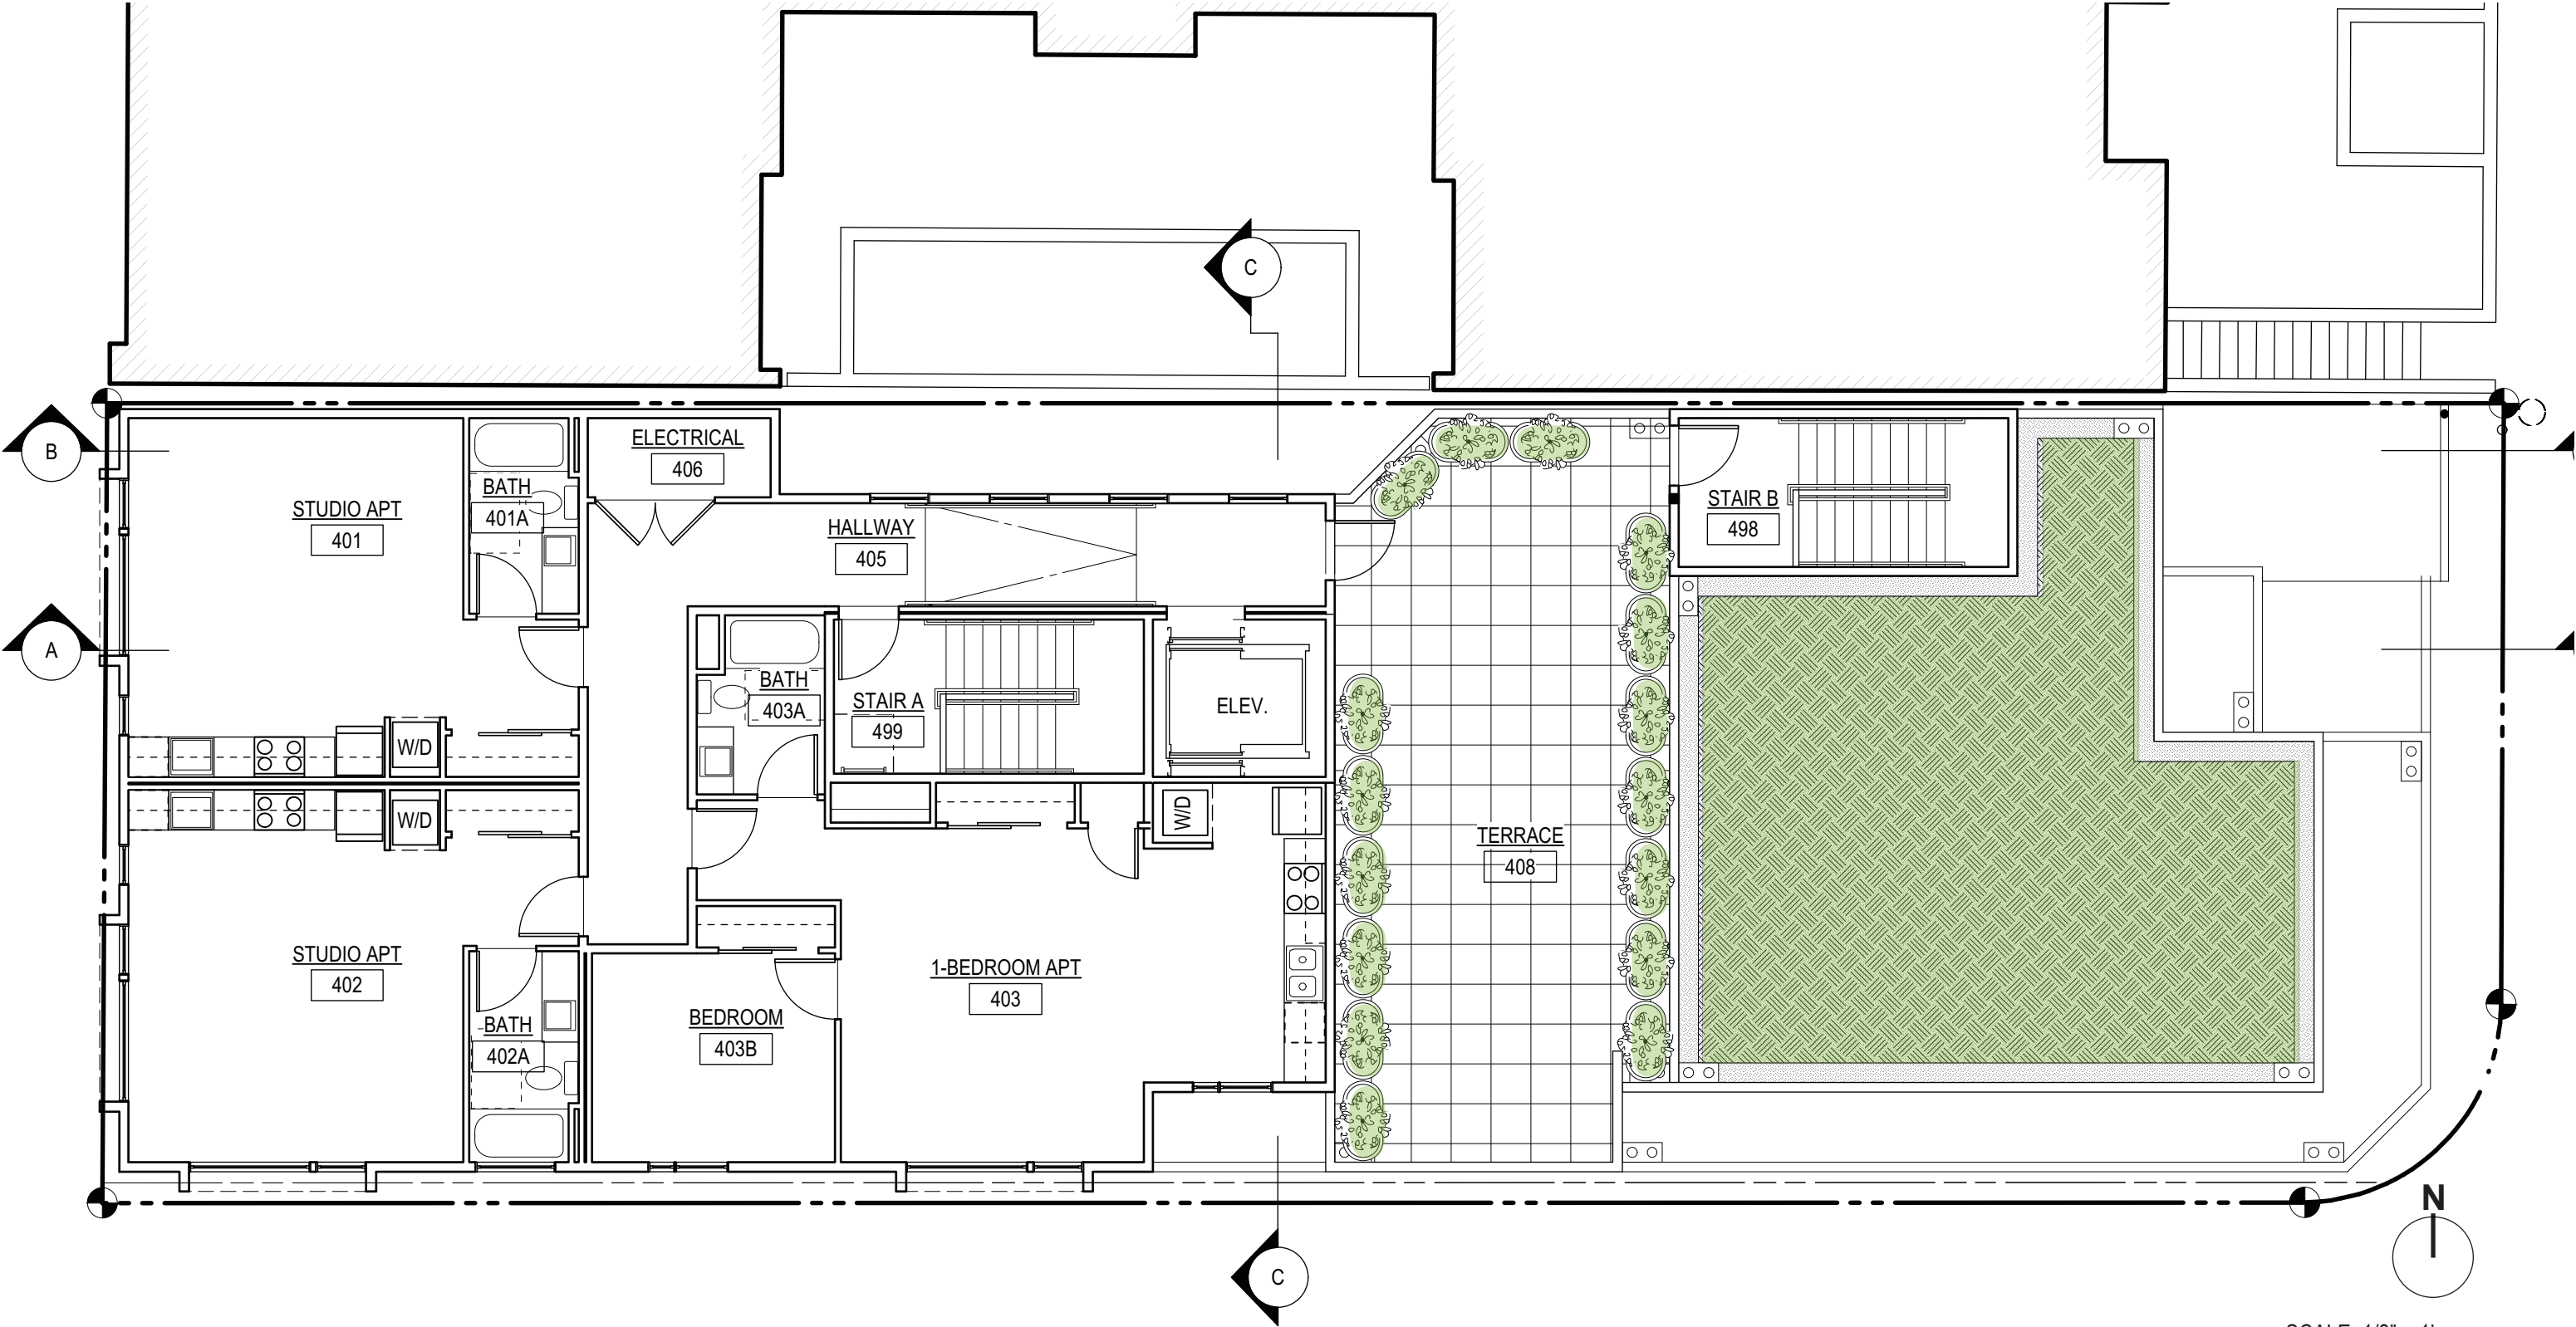 C
B
ELECTRICAL
406
BATH
401A
STUDIO APT
401
STAIR B
498
HALLWAY
405
A
BATH
403A
STAIR A
499
ELEV.
W/D
W/D
W/D
TERRACE
408
STUDIO APT
402
1-BEDROOM APT
403
BEDROOM
403B
BATH
402A
N
C